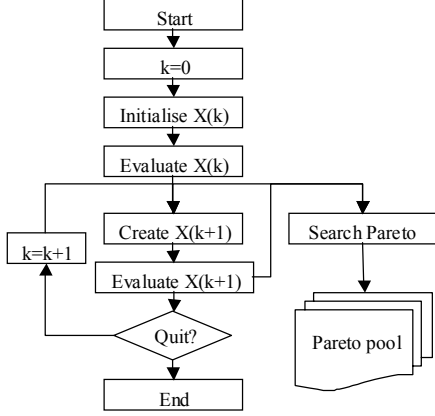 Start
k=0
Initialise X(k)
Evaluate X(k)
Create X(k+1)
Search Pareto
k=k+1
Evaluate X(k+1)
Quit?
Pareto pool
End